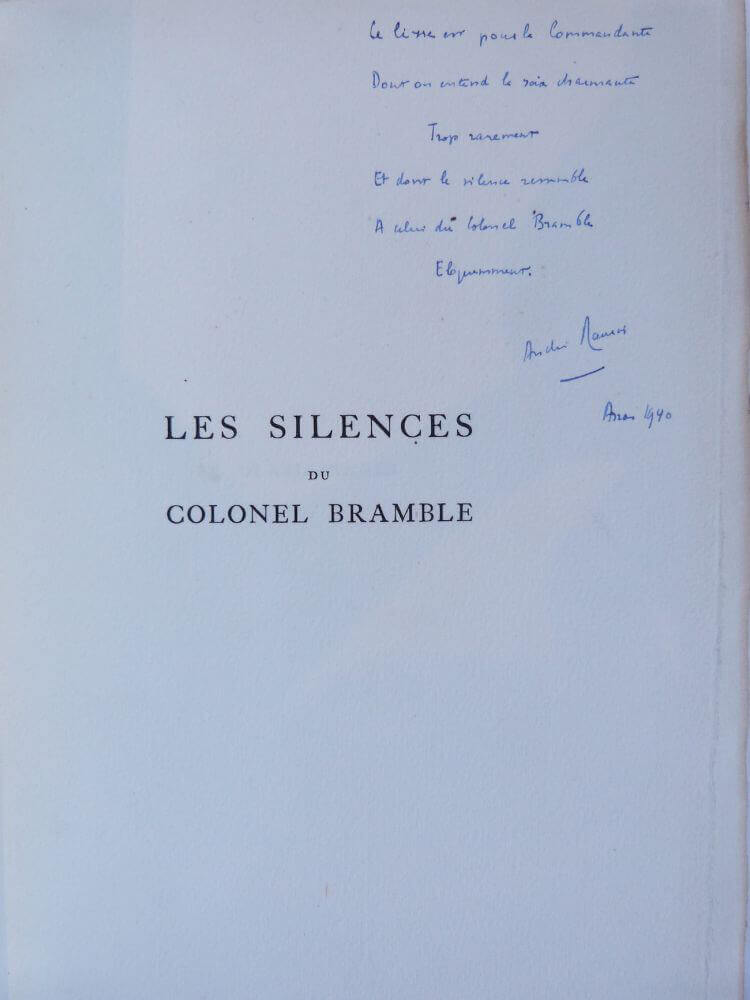 Ce livre est pour la Commandante
Dont on entend la voix charmante
Trop rarement
Et dont le silence ressemble
A celui du Colonel Bramble
Eloquemment.
André Maurois
Arras 1940
LES SILENCES
DU
COLONEL BRAMBLE